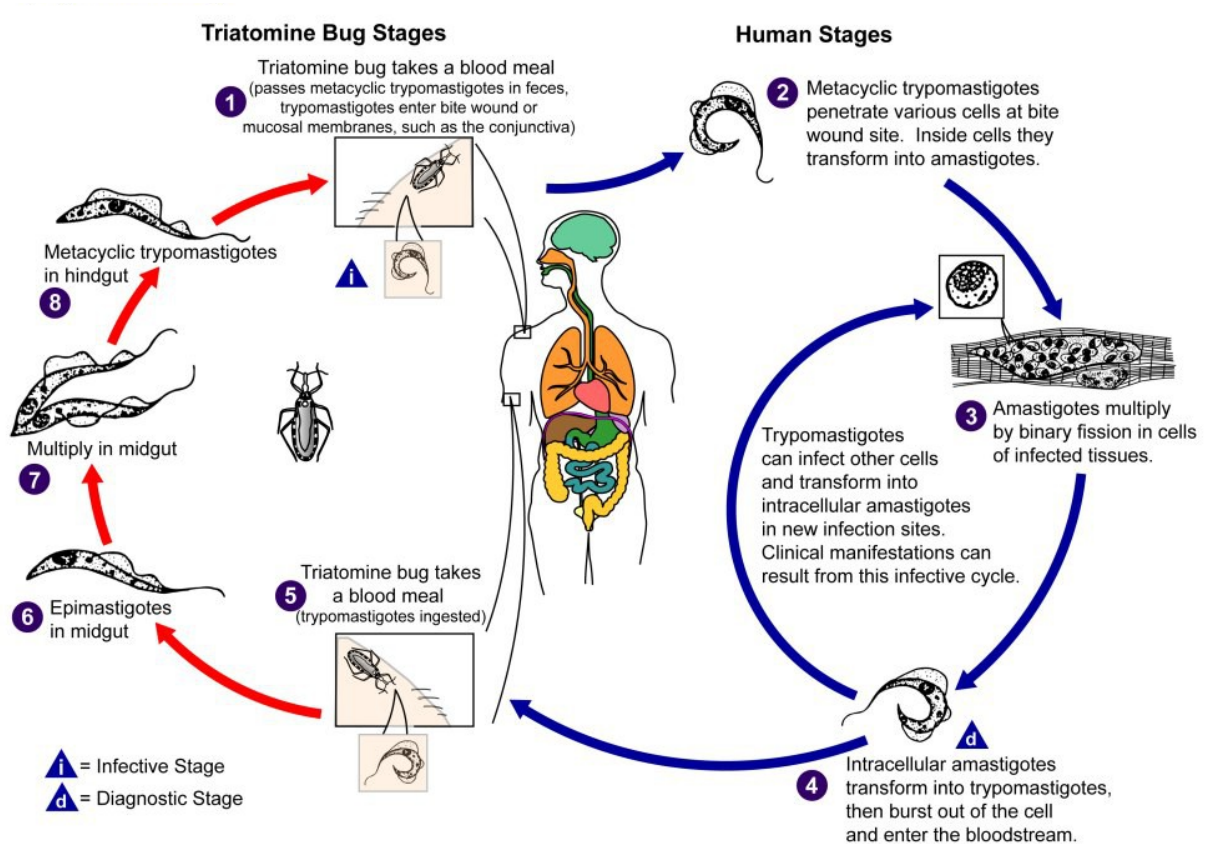 Triatomine Bug Stages
Human Stages
Triatomine bug takes a blood meal
(passes metacyclic trypomastigotes in feces,
trypomastigotes enter bite wound or
mucosal membranes, such as the conjunctiva)
1
i
2
Metacyclic trypomastigotes
penetrate various cells at bite
wound site. Inside cells they
transform into amastigotes.
3
Amastigotes multiply
by binary fission in cells
of infected tissues.
Trypomastigotes
can infect other cells
and transform into
intracellular amastigotes
in new infection sites.
Clinical manifestations can
result from this infective cycle.
d
4
Intracellular amastigotes
transform into trypomastigotes,
then burst out of the cell
and enter the bloodstream.
5
Triatomine bug takes
a blood meal
(trypomastigotes ingested)
6
Epimastigotes
in midgut
Multiply in midgut
7
Metacyclic trypomastigotes
in hindgut
8
i = Infective Stage
d = Diagnostic Stage